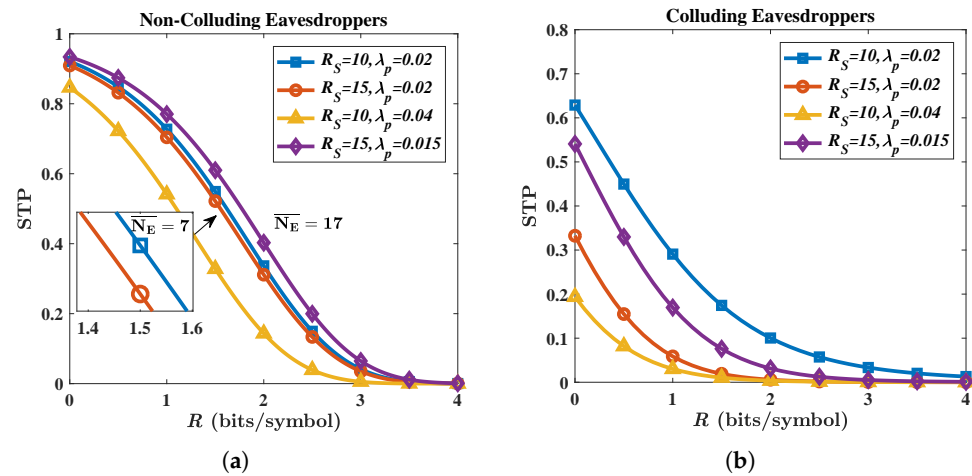 Non-Colluding Eavesdroppers
1
0.8
0.6
0.4
0.2
0
STP
R_S=10,λ_p=0.02
R_S=15,λ_p=0.02
R_S=10,λ_p=0.04
R_S=15,λ_p=0.015
N̅_E̅ = 7
N̅_E̅ = 17
1.4 1.5 1.6
0 1 2 3 4
R (bits/symbol)
(a)
Colluding Eavesdroppers
0.8
0.7
0.6
0.5
0.4
0.3
0.2
0.1
0
STP
R_S=10,λ_p=0.02
R_S=15,λ_p=0.02
R_S=10,λ_p=0.04
R_S=15,λ_p=0.015
0 1 2 3 4
R (bits/symbol)
(b)